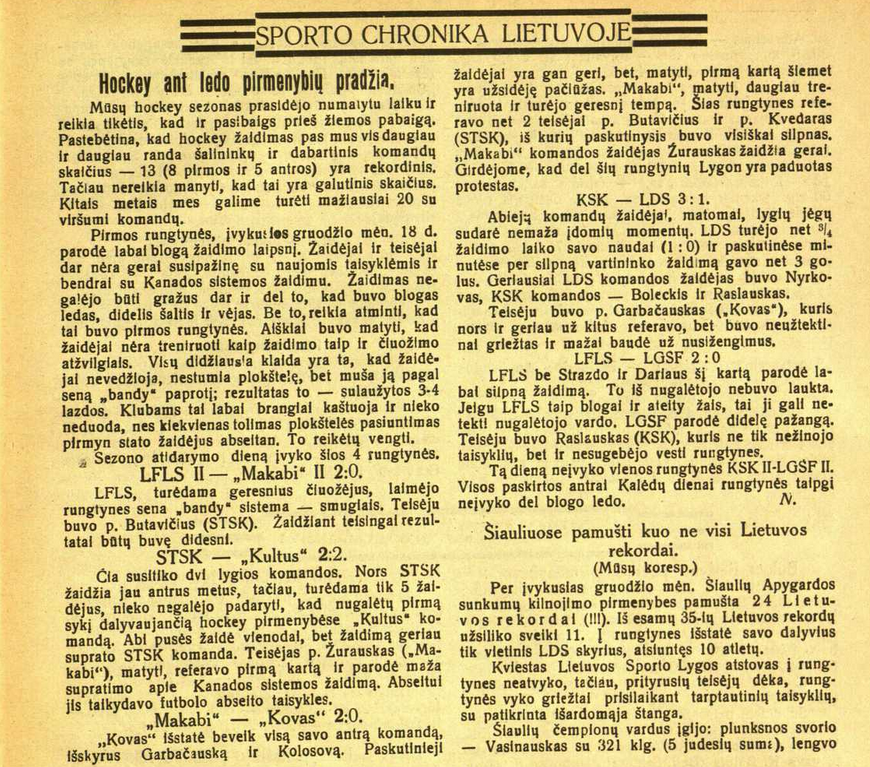 SPORTO CHRONIKA LIETUVOJE
Hockey ant ledo pirmenybių pradžia.
Mūsų hockey sezonas prasidėjo numatytu laiku ir
reikia tikėtis, kad ir pasibaigs prieš žiemos pabaigą.
Pastebėtina, kad hockey žaidimas pas mus vis daugiau
ir daugiau randa šalininkų ir dabartinis komandų
skaičius — 13 (8 pirmos ir 5 antros) yra rekordinis.
Tačiau nereikia manyti, kad tai yra galutinis skaičius.
Kitais metais mes galime turėti mažiausiai 20 su
viršumi komandų.
Pirmos rungtynės, įvykusios gruodžio mėn. 18 d.
parodė labai blogą žaidimo laipsnį. Žaidėjai ir teisėjai
dar nėra gerai susipažinę su naujomis taisyklėmis ir
bendrai su Kanados sistemos žaidimu. Žaidimas ne-
galėjo būti gražus dar ir del to, kad buvo blogas
ledas, didelis šaltis ir vėjas. Be to, reikia atminti, kad
tai buvo pirmos rungtynės. Aiškiai buvo matyti, kad
žaidėjai nėra treniruoti kaip žaidimo taip ir čiuožimo
atžvilgiais. Visų didžiausia klaida yra ta, kad žaidė-
jai nevedžioja, nestumia plokštelę, bet muša ją pagal
seną „bandy“ paprotį; rezultatas to — sulaužytos 3-4
lazdos. Klubams tai labai brangiai kaštuoja ir nieko
neduoda, nes kiekvienas tolimas plokštelės pasiuntimas
pirmyn stato žaidėjus abseitan. To reikėtų vengti.
Sezono atidarymo dieną įvyko šios 4 rungtynės.
LFLS II — „Makabi“ II 2:0.
LFLS, turėdama geresnius čiuožėjus, laimėjo
rungtynes sena „bandy“ sistema — smugiais. Teisėju
buvo p. Butavičius (STSK). Žaidžiant teisingai rezul-
tatai būtų buvę didesni.
STSK — „Kultus“ 2:2.
Čia susitiko dvi lygios komandos. Nors STSK
žaidžia jau antrus metus, tačiau, turėdama tik 5 žai-
dėjus, nieko negalėjo padaryti, kad nugalėtų pirmą
sykį dalyvaujančią hockey pirmenybėse „Kultus“ ko-
mandą. Abi pusės žaidė vienodai, bet žaidimą geriau
suprato STSK komanda. Teisėjas p. Žurauskas („Ma-
kabi“), matyti, referavo pirmą kartą ir parodė maža
supratimo apie Kanados sistemos žaidimą. Abseitui
jis taikydavo futbolo abseito taisykles.
„Makabi“ — „Kovas“ 2:0.
„Kovas“ išstatė beveik visą savo antrą komandą,
išskyrus Garbačauską ir Kolosovą. Paskutinieji
žaidėjai yra gan geri, bet, matyti, pirmą kartą šiemet
yra užsidėję pačiūžas. „Makabi“, matyti, daugiau tre-
niruota ir turėjo geresnį tempą. Šias rungtynes refe-
ravo net 2 teisėjai p. Butavičius ir p. Kvedaras
(STSK), iš kurių paskutinysis buvo visiškai silpnas.
„Makabi“ komandos žaidėjas Žurauskas žaidžia gerai.
Girdėjome, kad del šių rungtynių Lygon yra paduotas
protestas.
KSK — LDS 3:1.
Abiejų komandų žaidėjai, matomai, lygių jėgų
sudarė nemaža įdomių momentų. LDS turėjo net ³/₄
žaidimo laiko savo naudai (1:0) ir paskutinėse mi-
nutėse per silpną vartininko žaidimą gavo net 3 go-
lus. Geriausiai LDS komandos žaidėjas buvo Nyrko-
vas, KSK komandos — Boleckis ir Raslauskas.
Teisėju buvo p. Garbačauskas („Kovas“), kuris
nors ir geriau už kitus referavo, bet buvo neužtekti-
nai griežtas ir mažai baudė už nusižengimus.
LFLS — LGSF 2:0
LFLS be Strazdo ir Dariaus šį kartą parodė la-
bai silpną žaidimą. To iš nugalėtojo nebuvo laukta.
Jeigu LFLS taip blogai ir ateity žais, tai ji gali ne-
tekti nugalėtojo vardo. LGSF parodė didelę pažangą.
Teisėju buvo Raslauskas (KSK), kuris ne tik nežinojo
taisyklių, bet ir nesugebėjo vesti rungtynes.
Tą dieną neįvyko vienos rungtynės KSK II-LGSF II.
Visos paskirtos antrai Kalėdų dienai rungtynės taipgi
neįvyko del blogo ledo. N.
Šiauliuose pamušti kuo ne visi Lietuvos
rekordai.
(Mūsų koresp.)
Per įvykusias gruodžio mėn. Šiaulių Apygardos
sunkumų kilnojimo pirmenybes pamušta 24 Lietu-
vos rekordai (!!!). Iš esamų 35-ių Lietuvos rekordų
užsiliko sveiki 11. Į rungtynes išstatė savo dalyvius
tik vietinis LDS skyrius, atsiuntęs 10 atletų.
Kviestas Lietuvos Sporto Lygos atstovas į rung-
tynes neatvyko, tačiau, prityrusių teisėjų dėka, rung-
tynės vyko griežtai prisilaikant tarptautinių taisyklių,
su patikrinta išardomąja štanga.
Šiaulių čempionų vardus įgijo: plunksnos svorio
— Vasinauskas su 321 klg. (5 judesių suma), lengvo